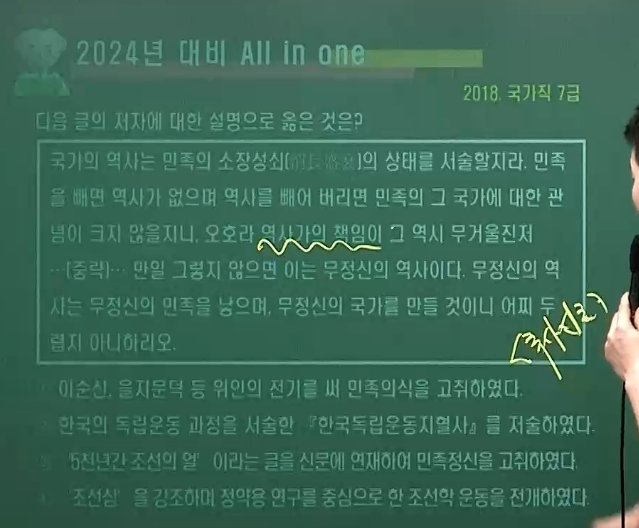 2024년 대비 All in one
2018. 국가직 7급
다음 글의 저자에 대한 설명으로 옳은 것은?
국가의 역사는 민족의 소장성쇠(消長盛衰)의 상태를 서술할지라. 민족
을 빼면 역사가 없으며 역사를 빼어 버리면 민족의 그 국가에 대한 관
념이 크지 않을지니, 오호라 역사가의 책임이 그 역시 무거울진저
…(중략)… 만일 그렇지 않으면 이는 무정신의 역사이다. 무정신의 역
사는 무정신의 민족을 낳으며, 무정신의 국가를 만들 것이니 어찌 두
렵지 아니하리오.
이순신, 을지문덕 등 위인의 전기를 써 민족의식을 고취하였다.
한국의 독립운동 과정을 서술한 『한국독립운동지혈사』를 저술하였다.
‘5천년간 조선의 얼’이라는 글을 신문에 연재하여 민족정신을 고취하였다.
‘조선심’을 강조하며 정약용 연구를 중심으로 한 조선학 운동을 전개하였다.